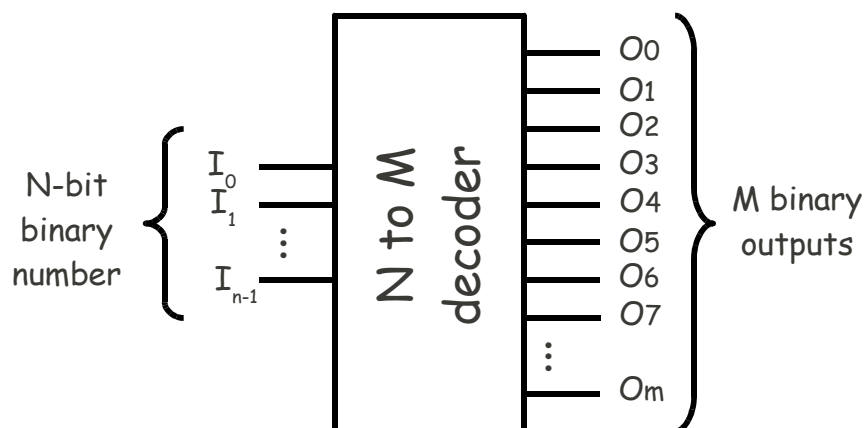 N-bit
binary
number
I0
I1
⋮
In-1
N to M
decoder
O0
O1
O2
O3
O4
O5
O6
O7
⋮
Om
M binary
outputs